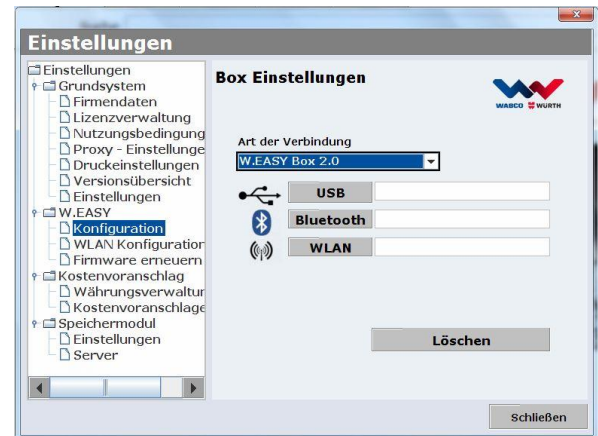 Einstellungen
Einstellungen
Grundsystem
Firmendaten
Lizenzverwaltung
Nutzungsbedingung
Proxy - Einstellunge
Druckeinstellungen
Versionsübersicht
Einstellungen
W.EASY
Konfiguration
WLAN Konfiguration
Firmware erneuern
Kostenvoranschlag
Währungsverwaltur
Kostenvoranschlage
Speichermodul
Einstellungen
Server
Box Einstellungen
WABCO WÜRTH
Art der Verbindung
W.EASY Box 2.0
USB
Bluetooth
WLAN
Löschen
Schließen